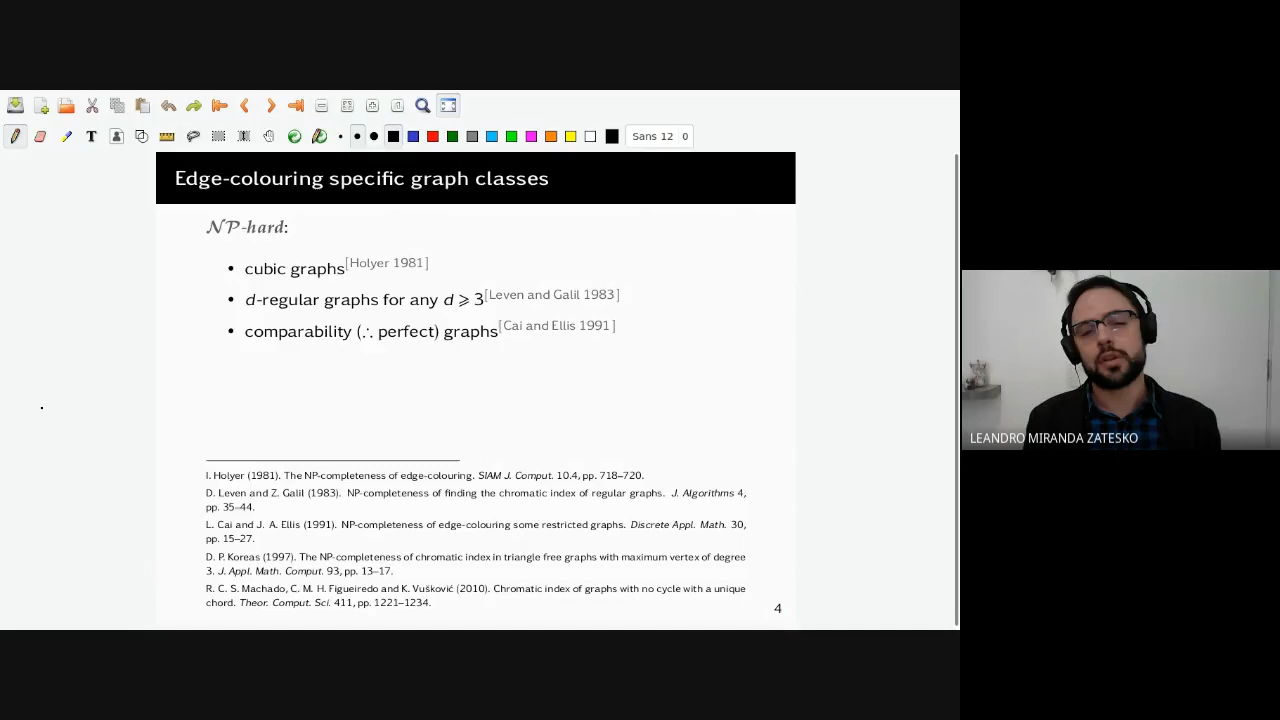 Sans 12 0
Edge-colouring specific graph classes
NP-hard:
• cubic graphs[Holyer 1981]
• d-regular graphs for any d ⩾ 3[Leven and Galil 1983]
• comparability (∴ perfect) graphs[Cai and Ellis 1991]
I. Holyer (1981). The NP-completeness of edge-colouring. SIAM J. Comput. 10.4, pp. 718–720.
D. Leven and Z. Galil (1983). NP-completeness of finding the chromatic index of regular graphs. J. Algorithms 4,
pp. 35–44.
L. Cai and J. A. Ellis (1991). NP-completeness of edge-colouring some restricted graphs. Discrete Appl. Math. 30,
pp. 15–27.
D. P. Koreas (1997). The NP-completeness of chromatic index in triangle free graphs with maximum vertex of degree
3. J. Appl. Math. Comput. 93, pp. 13–17.
R. C. S. Machado, C. M. H. Figueiredo and K. Vušković (2010). Chromatic index of graphs with no cycle with a unique
chord. Theor. Comput. Sci. 411, pp. 1221–1234.
4
LEANDRO MIRANDA ZATESKO